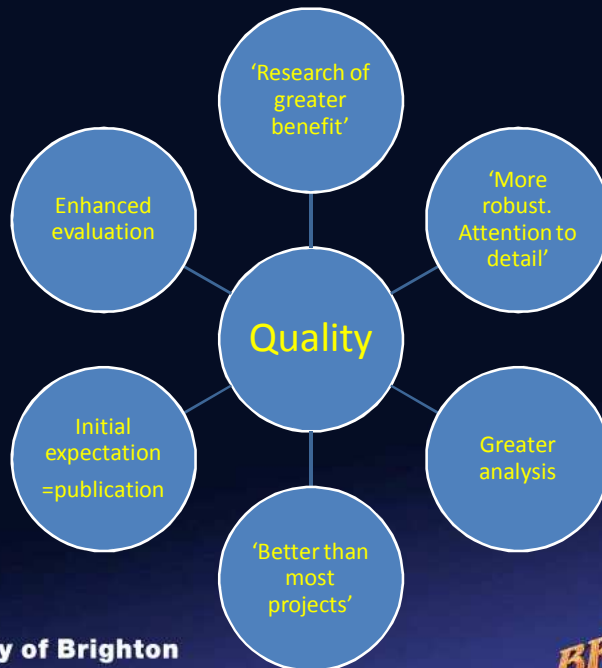 ‘Research of
greater
benefit’
‘More
robust.
Attention to
detail’
Greater
analysis
‘Better than
most
projects’
Initial
expectation
=publication
Enhanced
evaluation
Quality
y of Brighton